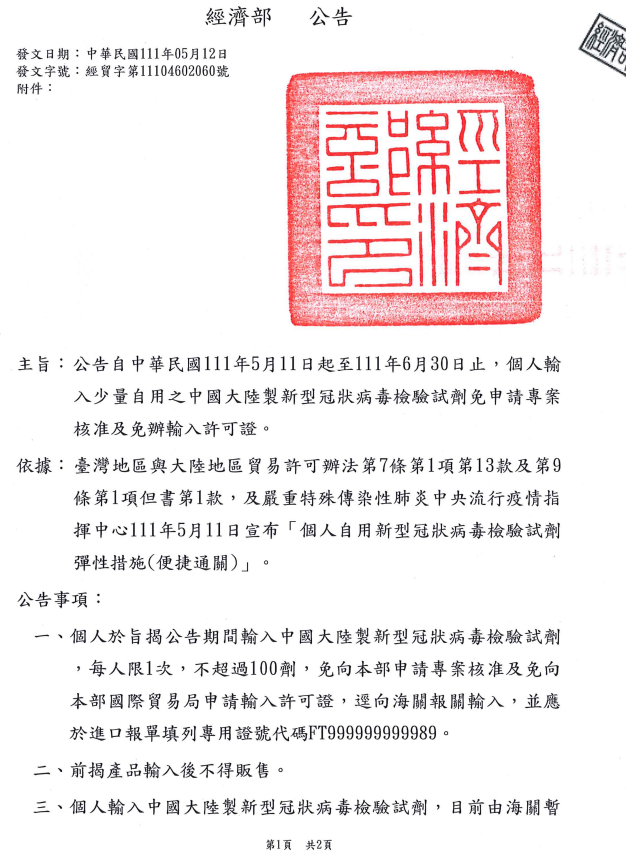 經濟部 公告
發文日期：中華民國111年05月12日
發文字號：經貿字第11104602060號
附件：
經濟部印
主旨：公告自中華民國111年5月11日起至111年6月30日止，個人輸
入少量自用之中國大陸製新型冠狀病毒檢驗試劑免申請專案
核准及免辦輸入許可證。
依據：臺灣地區與大陸地區貿易許可辦法第7條第1項第13款及第9
條第1項但書第1款，及嚴重特殊傳染性肺炎中央流行疫情指
揮中心111年5月11日宣布「個人自用新型冠狀病毒檢驗試劑
彈性措施(便捷通關)」。
公告事項：
一、個人於旨揭公告期間輸入中國大陸製新型冠狀病毒檢驗試劑
，每人限1次，不超過100劑，免向本部申請專案核准及免向
本部國際貿易局申請輸入許可證，逕向海關報關輸入，並應
於進口報單填列專用證號代碼FT999999999989。
二、前揭產品輸入後不得販售。
三、個人輸入中國大陸製新型冠狀病毒檢驗試劑，目前由海關暫
第1頁 共2頁